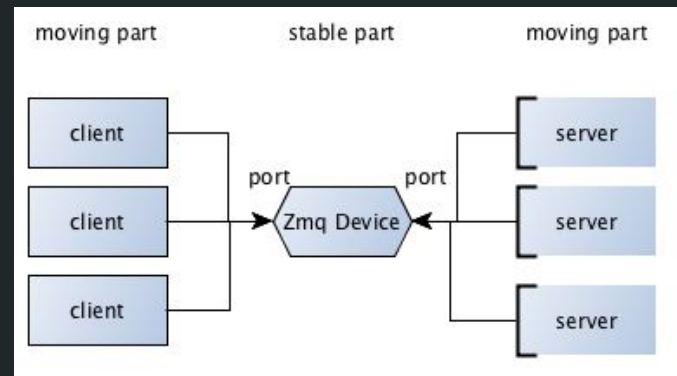 moving part stable part moving part
client server
port port
client Zmq Device server
client server